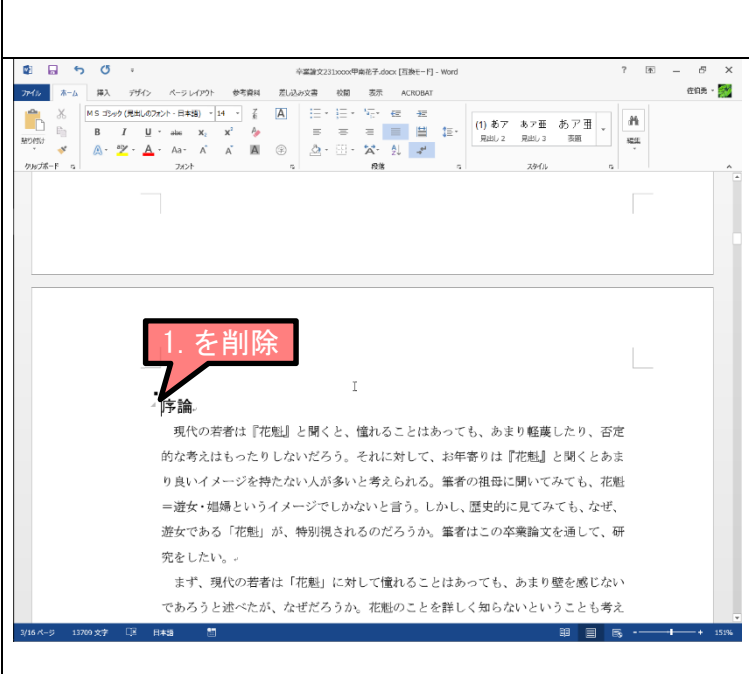 卒業論文231xxxx甲南花子.docx [互換モード] - Word
ファイル ホーム 挿入 デザイン ページ レイアウト 参考資料 差し込み文書 校閲 表示 ACROBAT
MS ゴシック (見出しのフォント - 日本語) 14
B I U abc X₂ X²
A Aa A A A
(1) あア あア亜 あア亜
見出し 2 見出し 3 表題
貼り付け 編集
クリップボード フォント 段落 スタイル
1. を削除
序論
現代の若者は『花魁』と聞くと、憧れることはあっても、あまり軽蔑したり、否定
的な考えはもったりしないだろう。それに対して、お年寄りは『花魁』と聞くとあま
り良いイメージを持たない人が多いと考えられる。筆者の祖母に聞いてみても、花魁
＝遊女・娼婦というイメージでしかないと言う。しかし、歴史的に見てみても、なぜ、
遊女である「花魁」が、特別視されるのだろうか。筆者はこの卒業論文を通して、研
究をしたい。
まず、現代の若者は「花魁」に対して憧れることはあっても、あまり壁を感じない
であろうと述べたが、なぜだろうか。花魁のことを詳しく知らないということも考え
3/16 ページ 13709 文字 日本語 151%